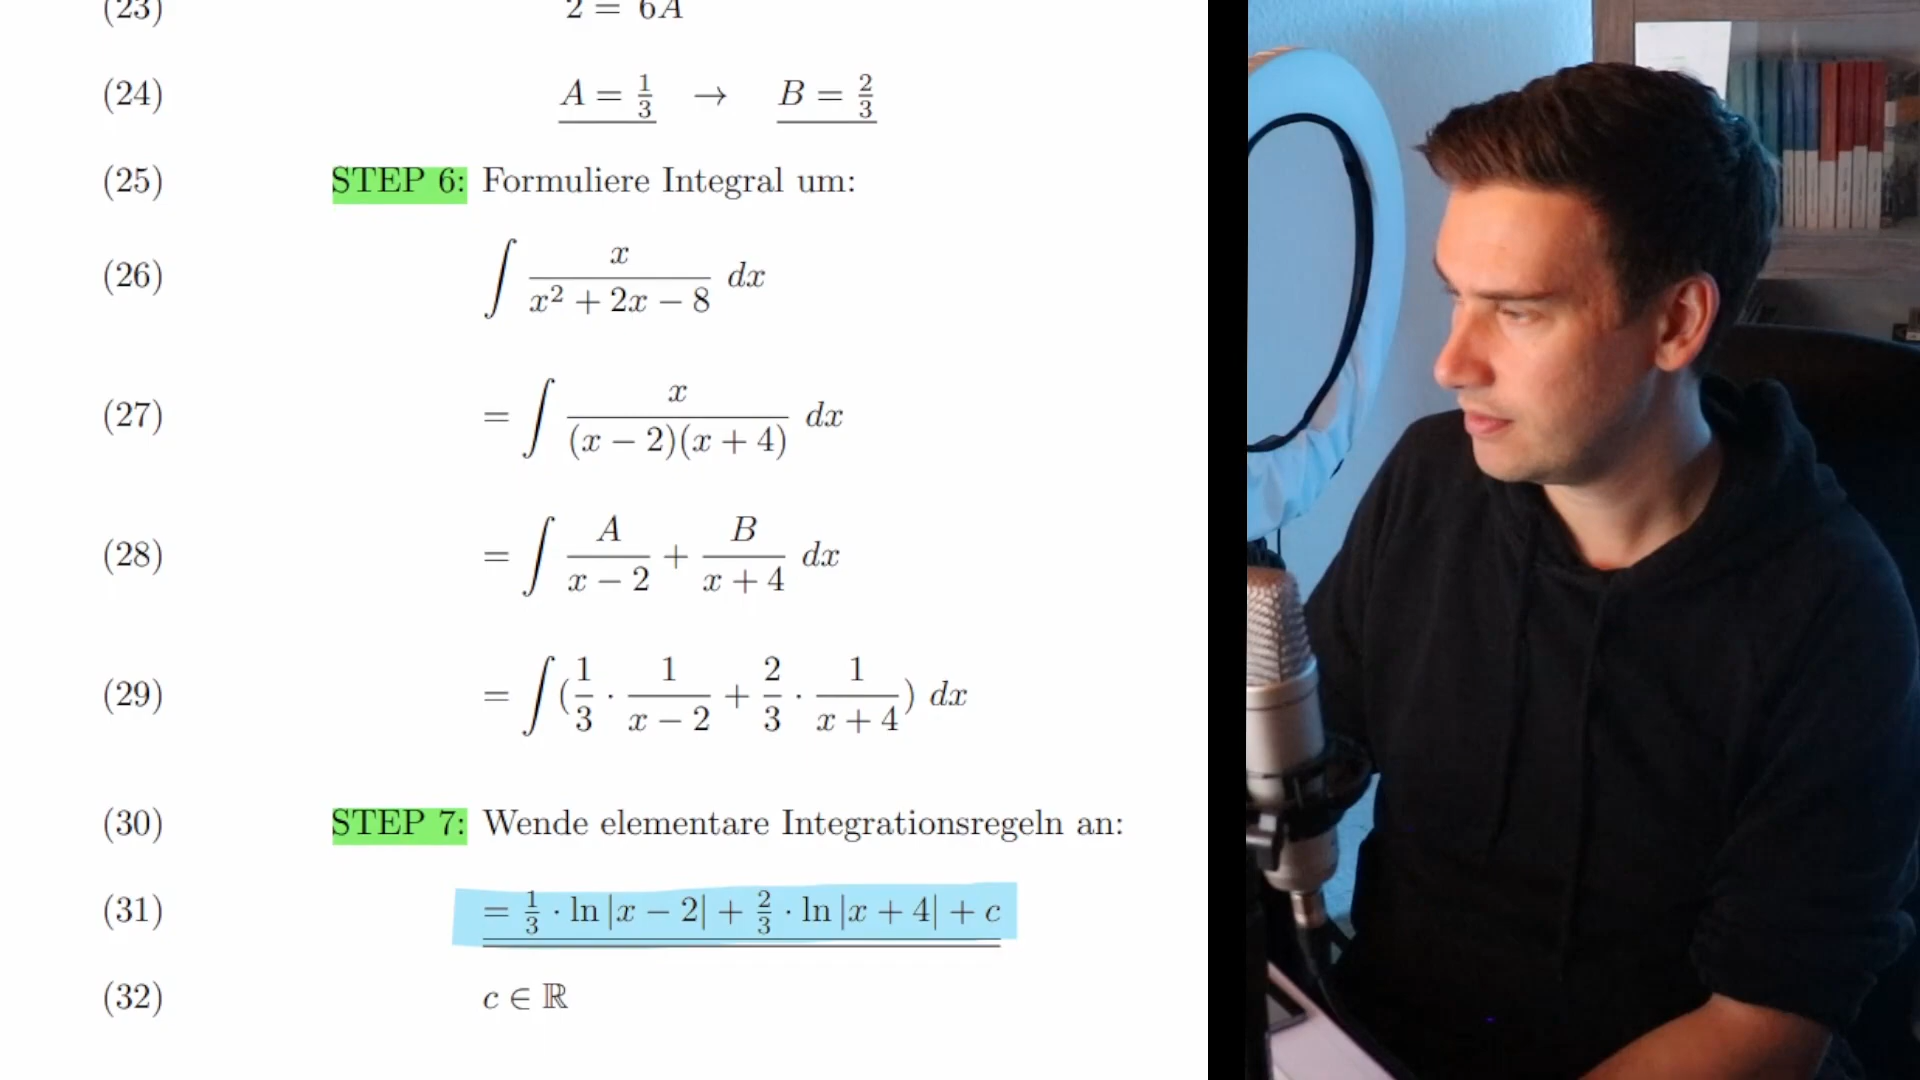 (23) 2 = 6A
(24) A = 1/3 → B = 2/3
(25) STEP 6: Formuliere Integral um:
(26) ∫ x/(x² + 2x − 8) dx
(27) = ∫ x/((x − 2)(x + 4)) dx
(28) = ∫ A/(x − 2) + B/(x + 4) dx
(29) = ∫ (1/3 · 1/(x − 2) + 2/3 · 1/(x + 4)) dx
(30) STEP 7: Wende elementare Integrationsregeln an:
(31) = 1/3 · ln |x − 2| + 2/3 · ln |x + 4| + c
(32) c ∈ ℝ